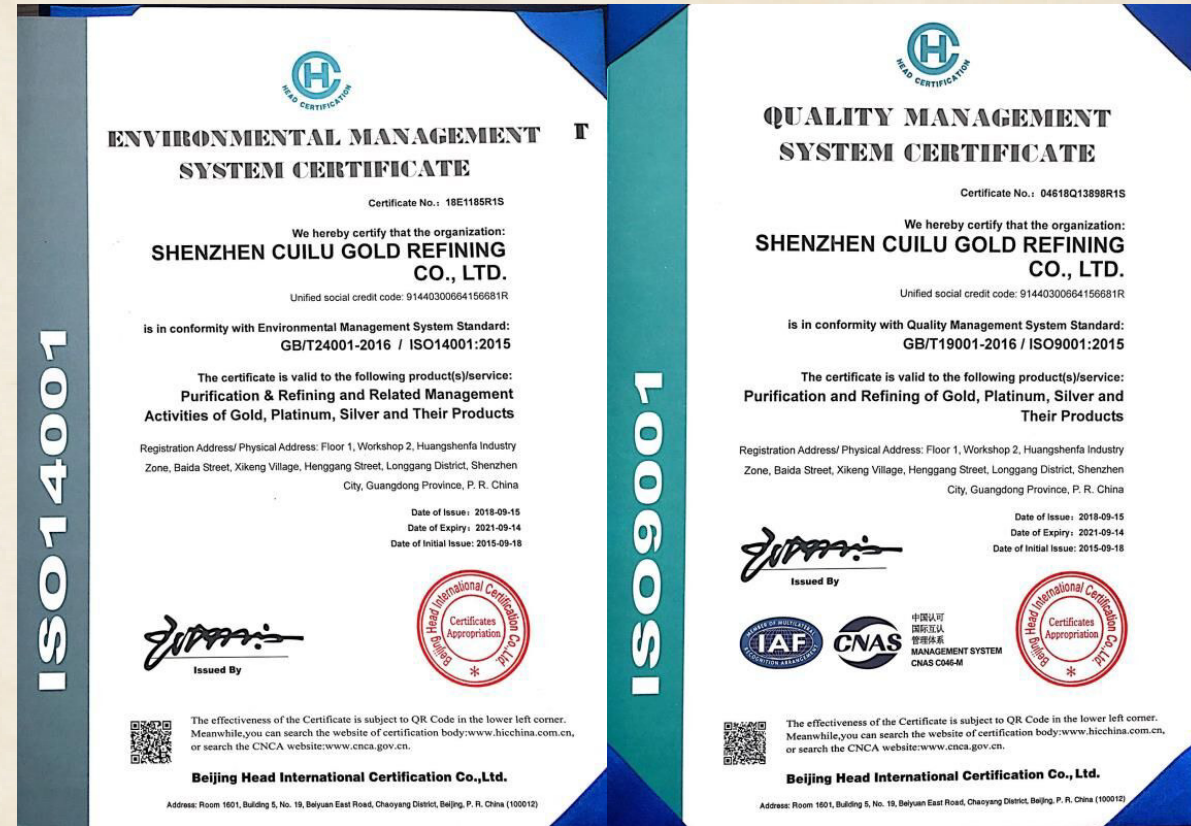 ISO14001
HEAD CERTIFICATION
ENVIRONMENTAL MANAGEMENT
SYSTEM CERTIFICATE
Certificate No.: 18E1185R1S
We hereby certify that the organization:
SHENZHEN CUILU GOLD REFINING
CO., LTD.
Unified social credit code: 91440300664156681R
is in conformity with Environmental Management System Standard:
GB/T24001-2016 / ISO14001:2015
The certificate is valid to the following product(s)/service:
Purification & Refining and Related Management
Activities of Gold, Platinum, Silver and Their Products
Registration Address/ Physical Address: Floor 1, Workshop 2, Huangshenfa Industry
Zone, Baida Street, Xikeng Village, Henggang Street, Longgang District, Shenzhen
City, Guangdong Province, P. R. China
Date of Issue: 2018-09-15
Date of Expiry: 2021-09-14
Date of Initial Issue: 2015-09-18
Issued By
Beijing Head International Certification Co.,Ltd.
Certificates
Appropriation
The effectiveness of the Certificate is subject to QR Code in the lower left corner.
Meanwhile,you can search the website of certification body:www.hicchina.com.cn,
or search the CNCA website:www.cnca.gov.cn.
Beijing Head International Certification Co.,Ltd.
Address: Room 1601, Building 5, No. 19, Beiyuan East Road, Chaoyang District, Beijing, P. R. China (100012)
T
ISO9001
HEAD CERTIFICATION
QUALITY MANAGEMENT
SYSTEM CERTIFICATE
Certificate No.: 04618Q13898R1S
We hereby certify that the organization:
SHENZHEN CUILU GOLD REFINING
CO., LTD.
Unified social credit code: 91440300664156681R
is in conformity with Quality Management System Standard:
GB/T19001-2016 / ISO9001:2015
The certificate is valid to the following product(s)/service:
Purification and Refining of Gold, Platinum, Silver and
Their Products
Registration Address/ Physical Address: Floor 1, Workshop 2, Huangshenfa Industry
Zone, Baida Street, Xikeng Village, Henggang Street, Longgang District, Shenzhen
City, Guangdong Province, P. R. China
Date of Issue: 2018-09-15
Date of Expiry: 2021-09-14
Date of Initial Issue: 2015-09-18
Issued By
MEMBER OF MULTILATERAL
IAF
RECOGNITION ARRANGEMENT
CNAS
中国认可
国际互认
管理体系
MANAGEMENT SYSTEM
CNAS C046-M
Beijing Head International Certification Co.,Ltd.
Certificates
Appropriation
The effectiveness of the Certificate is subject to QR Code in the lower left corner.
Meanwhile,you can search the website of certification body:www.hicchina.com.cn,
or search the CNCA website:www.cnca.gov.cn.
Beijing Head International Certification Co.,Ltd.
Address: Room 1601, Building 5, No. 19, Beiyuan East Road, Chaoyang District, Beijing, P. R. China (100012)